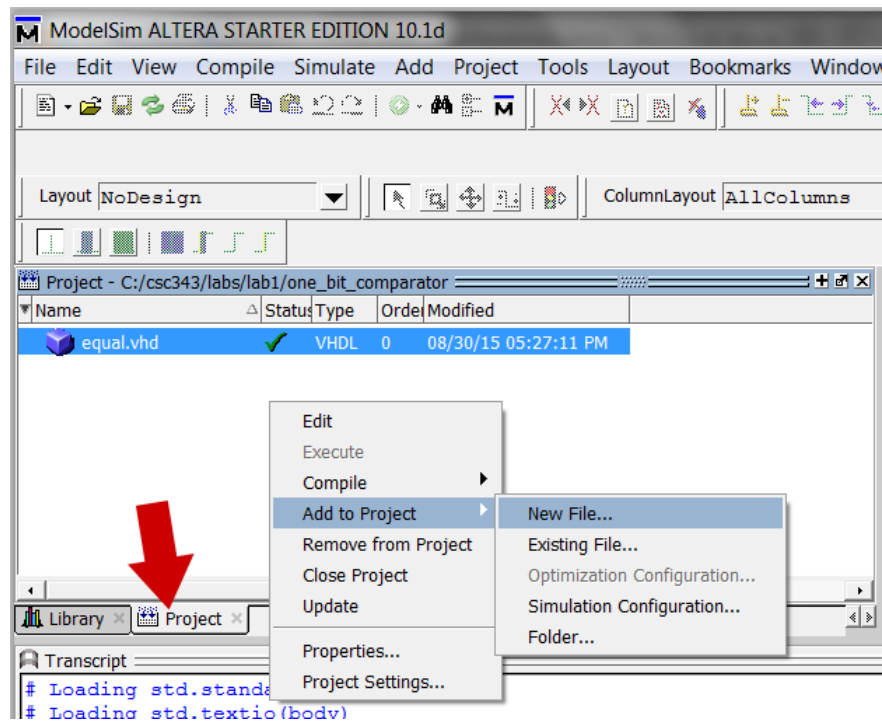 ModelSim ALTERA STARTER EDITION 10.1d
File Edit View Compile Simulate Add Project Tools Layout Bookmarks Window
Layout NoDesign ColumnLayout AllColumns
Project - C:/csc343/labs/lab1/one_bit_comparator
Name Status Type Order Modified
equal.vhd VHDL 0 08/30/15 05:27:11 PM
Edit
Execute
Compile
Add to Project
Remove from Project
Close Project
Update
Properties...
Project Settings...
New File...
Existing File...
Optimization Configuration...
Simulation Configuration...
Folder...
Library Project
Transcript
# Loading std.standa
# Loading std.textio(body)